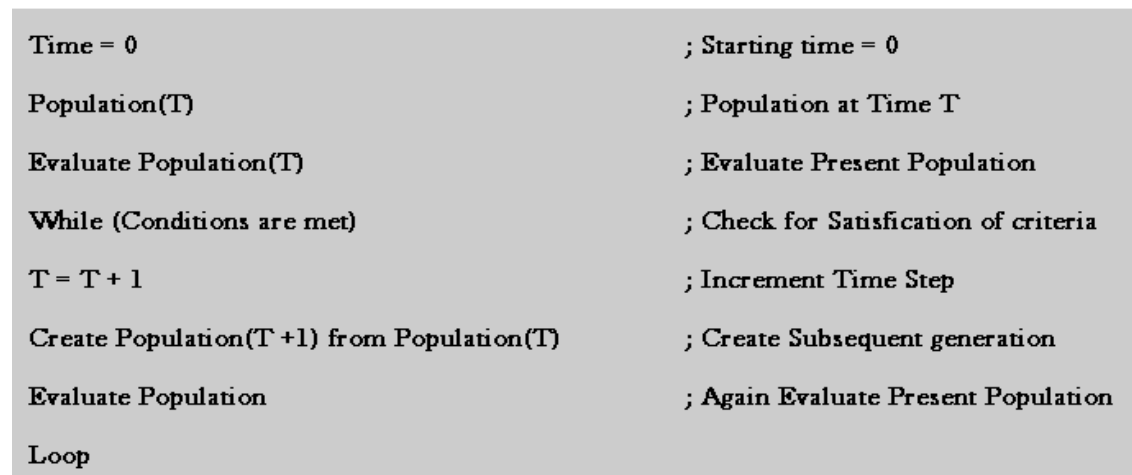 Time = 0 ; Starting time = 0
Population(T) ; Population at Time T
Evaluate Population(T) ; Evaluate Present Population
While (Conditions are met) ; Check for Satisfication of criteria
T = T + 1 ; Increment Time Step
Create Population(T +1) from Population(T) ; Create Subsequent generation
Evaluate Population ; Again Evaluate Present Population
Loop